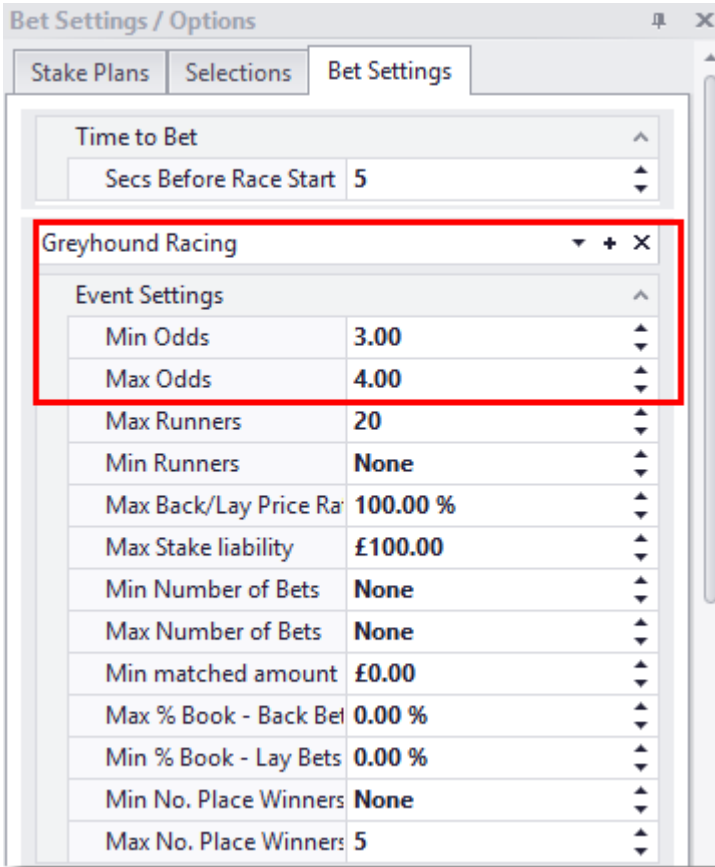 Bet Settings / Options
Stake Plans Selections Bet Settings
Time to Bet
Secs Before Race Start 5
Greyhound Racing
Event Settings
Min Odds 3.00
Max Odds 4.00
Max Runners 20
Min Runners None
Max Back/Lay Price Rat 100.00 %
Max Stake liability £100.00
Min Number of Bets None
Max Number of Bets None
Min matched amount £0.00
Max % Book - Back Bet 0.00 %
Min % Book - Lay Bets 0.00 %
Min No. Place Winners None
Max No. Place Winners 5